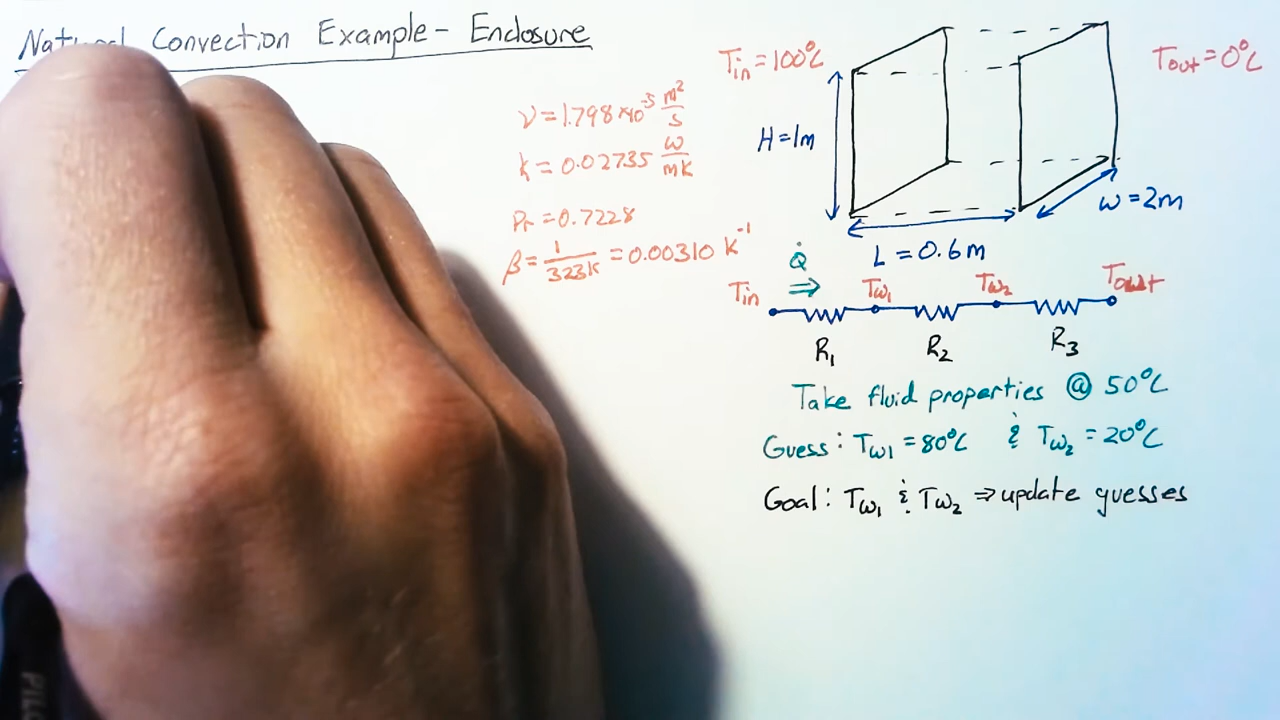 Natural Convection Example - Enclosure
ν = 1.798×10⁻⁵ m²/s
k = 0.02735 W/mK
Pr = 0.7228
β = 1/323K = 0.00310 K⁻¹
Tin = 100°C
Tout = 0°C
H = 1m
w = 2m
L = 0.6m
Q̇ ⇒
Tin Tw₁ Tw₂ Tout
R₁ R₂ R₃
Take fluid properties @ 50°C
Guess: Tw₁ = 80°C & Tw₂ = 20°C
Goal: Tw₁ & Tw₂ ⇒ update guesses